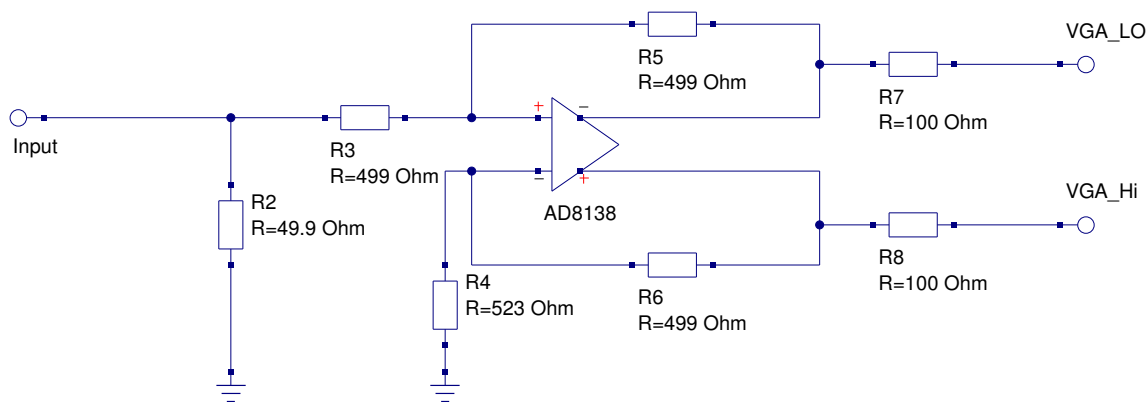 VGA_LO
R5
R=499 Ohm
R7
R=100 Ohm
+
−
Input
R3
R=499 Ohm
−
+
AD8138
VGA_Hi
R2
R=49.9 Ohm
R8
R=100 Ohm
R4
R=523 Ohm
R6
R=499 Ohm